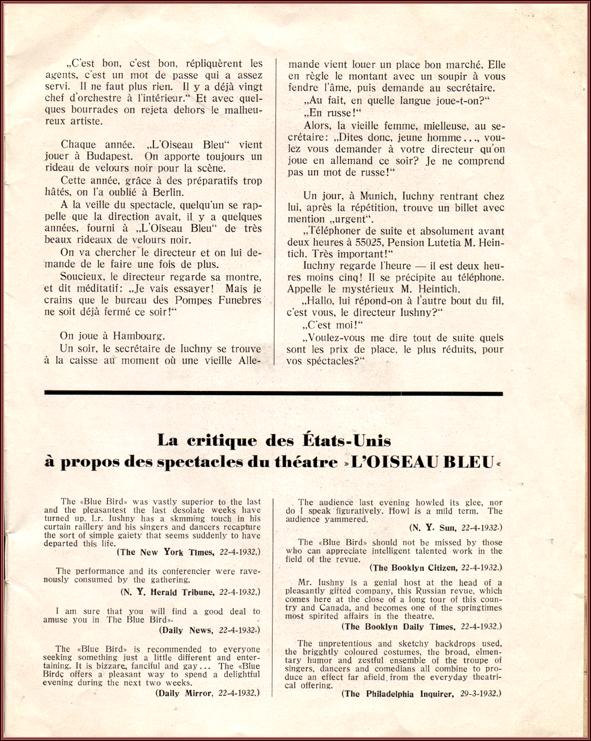 „C'est bon, c'est bon, répliquèrent les
agents, c'est un mot de passe qui a assez
servi. Il ne faut plus rien. Il y a déjà vingt
chef d'orchestre à l'intérieur.“ Et avec quel-
ques bourrades on rejeta dehors le malheu-
reux artiste.
Chaque année. „L'Oiseau Bleu“ vient
jouer à Budapest. On apporte toujours un
rideau de velours noir pour la scène.
Cette année, grâce à des préparatifs trop
hâtés, on l'a oublié à Berlin.
A la veille du spectacle, quelqu'un se rap-
pelle que la direction avait, il y a quelques
années, fourni à „L'Oiseau Bleu“ de très
beaux rideaux de velours noir.
On va chercher le directeur et on lui de-
mande de le faire une fois de plus.
Soucieux, le directeur regarde sa montre,
et dit méditatif: „Je vais essayer! Mais je
crains que le bureau des Pompes Funebres
ne soit déjà fermé ce soir!“
On joue à Hambourg.
Un soir, le secrétaire de Iuchny se trouve
à la caisse au moment où une vieille Alle-
mande vient louer un place bon marché. Elle
en règle le montant avec un soupir à vous
fendre l'âme, puis demande au secrétaire.
„Au fait, en quelle langue joue-t-on?“
„En russe!“
Alors, la vieille femme, mielleuse, au se-
crétaire: „Dites donc, jeune homme..., vou-
lez vous demander à votre directeur qu'on
joue en allemand ce soir? Je ne comprend
pas un mot de russe!“
Un jour, à Munich, Iuchny rentrant chez
lui, après la répétition, trouve un billet avec
mention „urgent“.
„Téléphoner de suite et absolument avant
deux heures à 55025, Pension Lutetia M. Hein-
tich. Très important!“
Iuchny regarde l'heure — il est deux heu-
res moins cinq! Il se précipite au téléphone.
Appelle le mystérieux M. Heintich.
„Hallo, lui répond-on à l'autre bout du fil,
c'est vous, le directeur Iushny?“
„C'est moi!“
„Voulez-vous me dire tout de suite quels
sont les prix de place, le plus réduits, pour
vos spéctacles?“
La critique des États-Unis
à propos des spectacles du théatre »L'OISEAU BLEU«
The «Blue Bird» was vastly superior to the last
and the pleasantest the last desolate weeks have
turned up. Lr. Iushny has a skmming touch in his
curtain raillery and his singers and dancers recapture
the sort of simple gaiety that seems suddenly to have
departed this life.
(The New York Times, 22-4-1932.)
The performance and its conferencier were rave-
nously consumed by the gathering.
(N. Y. Herald Tribune, 22-4-1932.)
I am sure that you will find a good deal to
amuse you in The Blue Bird»-
(Daily News, 22-4-1932-)
The «Blue Bird» is recommended to everyone
seeking something just a little different and enter-
taining. It is bizzare, fanciful and gay... The «Blue
Birdς offers a pleasant way to spend a delightful
evening during the next two weeks.
(Daily Mirror, 22-4-1932.)
The audience last evening howled its glee, nor
do I speak figuratively. Howl is a mild term. The
audience yammered.
(N. Y. Sun, 22-4-1932-)
The «Blue Bird» should not be missed by those
who can appreciate intelligent talented work in the
field of the revue.
(The Booklyn Citizen, 22-4-1932-)
Mr. Iushny is a genial host at the head of a
pleasantly gifted company, this Russian revue, which
comes here at the close of a long tour of this coun-
try and Canada, and becomes one of the springtimes
most spirited affairs in the theatre.
(The Booklyn Daily Times, 22-4-1932.)
The unpretentious and sketchy backdrops used,
the brigghtly coloured costumes, the broad, elmen-
tary humor and zestful ensemble of the troupe of
singers, dancers and comedians all combine to pro-
duce an effect far afield from the everyday theatri-
cal offering.
(The Philadelphia Inquirer, 29-3-1932.)